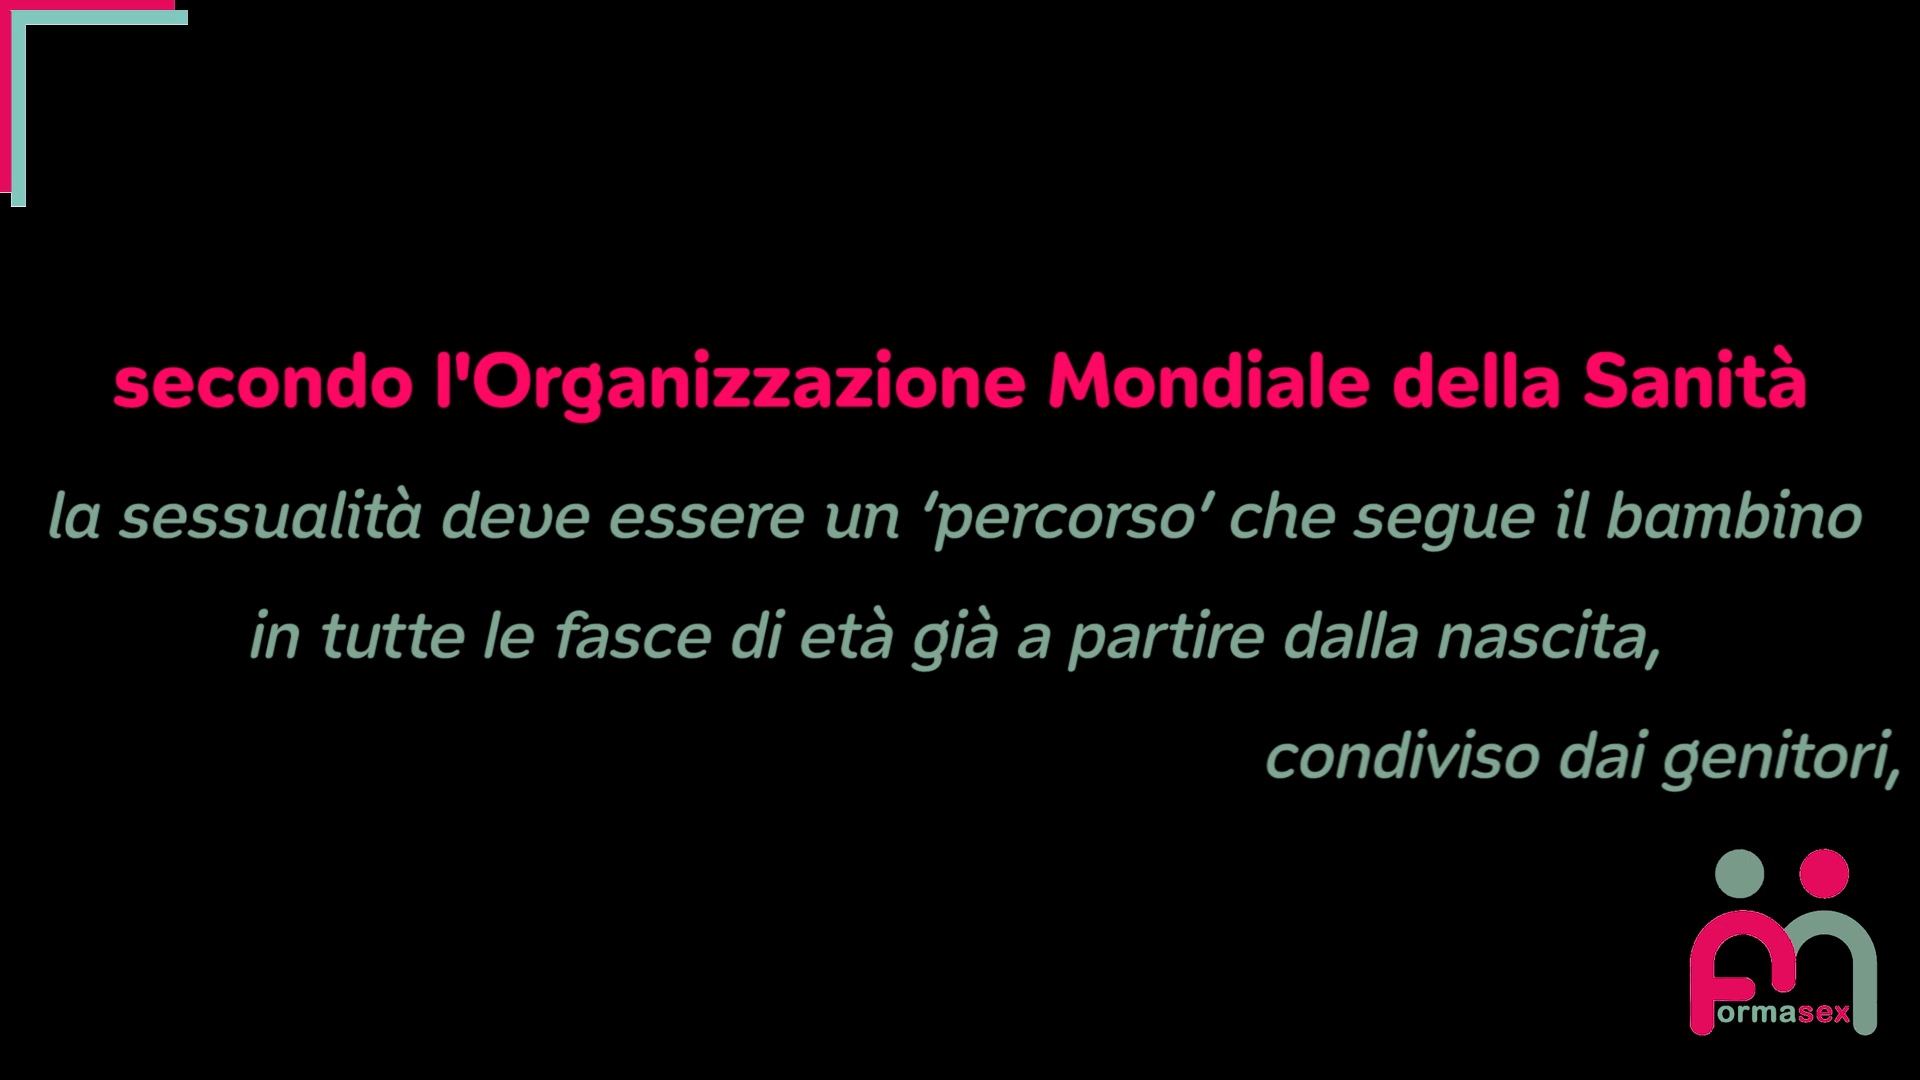 secondo l'Organizzazione Mondiale della Sanità
la sessualità deve essere un ‘percorso’ che segue il bambino
in tutte le fasce di età già a partire dalla nascita,
condiviso dai genitori,
formasex